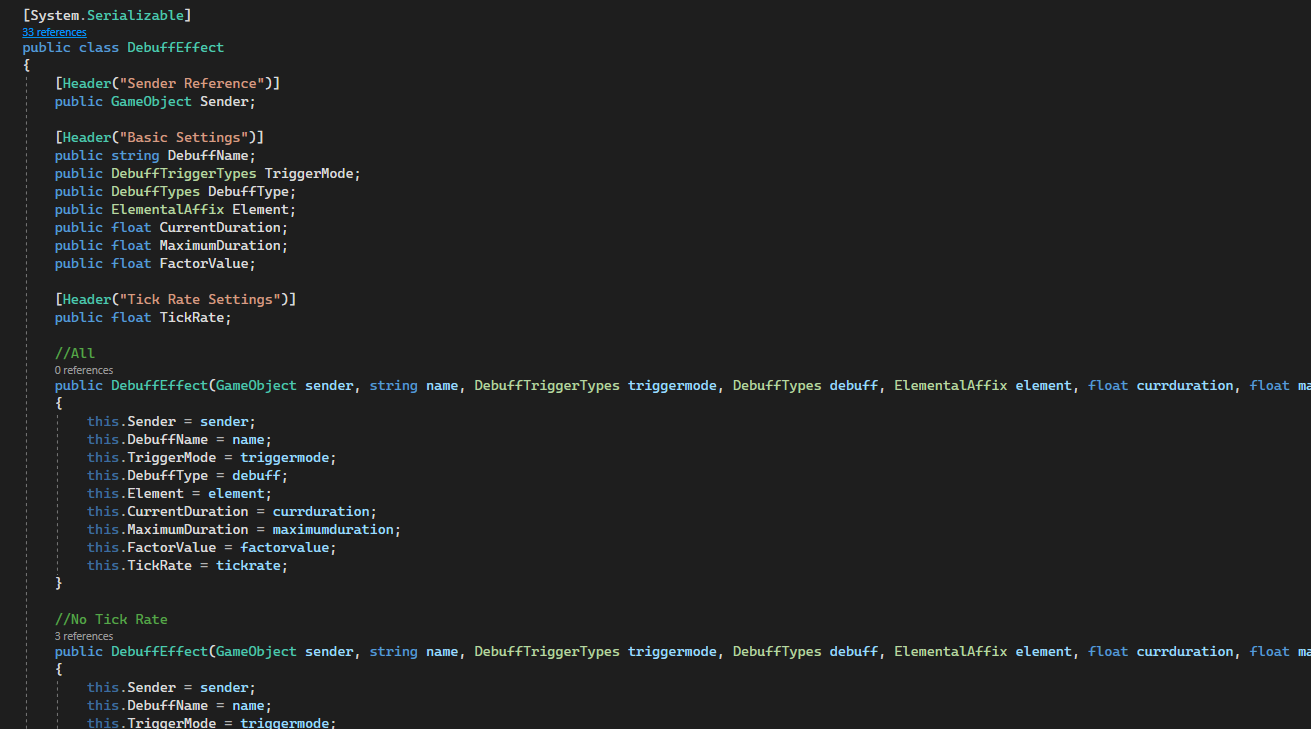 [System.Serializable]
33 references
public class DebuffEffect
{
[Header("Sender Reference")]
public GameObject Sender;
[Header("Basic Settings")]
public string DebuffName;
public DebuffTriggerTypes TriggerMode;
public DebuffTypes DebuffType;
public ElementalAffix Element;
public float CurrentDuration;
public float MaximumDuration;
public float FactorValue;
[Header("Tick Rate Settings")]
public float TickRate;
//All
0 references
public DebuffEffect(GameObject sender, string name, DebuffTriggerTypes triggermode, DebuffTypes debuff, ElementalAffix element, float currduration, float ma
{
this.Sender = sender;
this.DebuffName = name;
this.TriggerMode = triggermode;
this.DebuffType = debuff;
this.Element = element;
this.CurrentDuration = currduration;
this.MaximumDuration = maximumduration;
this.FactorValue = factorvalue;
this.TickRate = tickrate;
}
//No Tick Rate
3 references
public DebuffEffect(GameObject sender, string name, DebuffTriggerTypes triggermode, DebuffTypes debuff, ElementalAffix element, float currduration, float ma
{
this.Sender = sender;
this.DebuffName = name;
this.TriggerMode = triggermode;